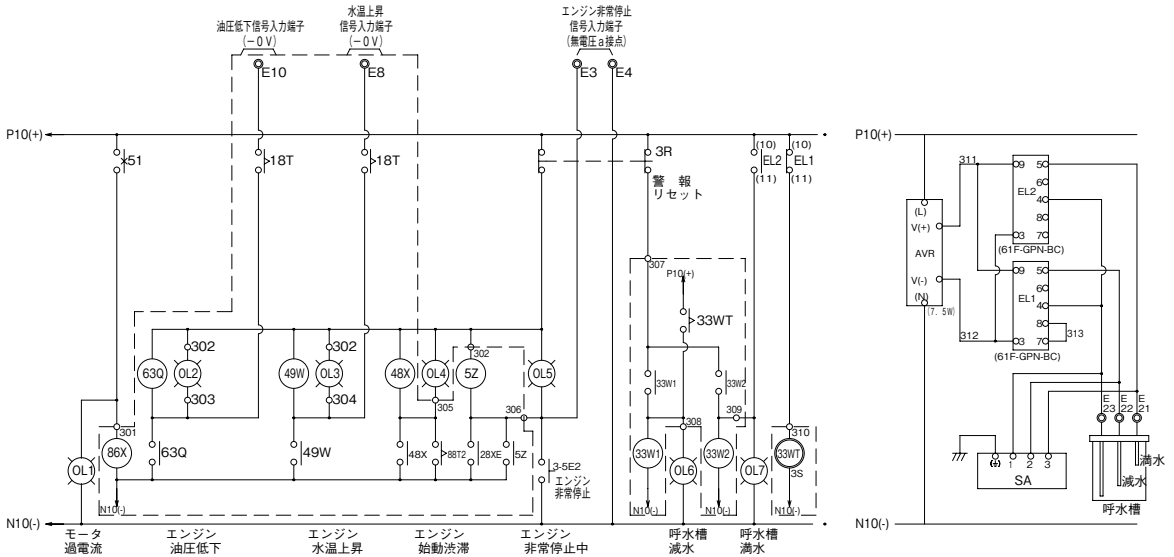 油圧低下信号入力端子
(－０Ｖ)
水温上昇
信号入力端子
(－０Ｖ)
エンジン非常停止
信号入力端子
(無電圧a接点)
E10
E8
E3
E4
P10(+)
51
18T
18T
3R
警 報
リセット
(10)
EL2
(11)
(10)
EL1
(11)
307
P10(+)
33WT
302
302
302
63Q
OL2
49W
OL3
48X
OL4
5Z
OL5
303
304
305
306
33W1
33W2
309
308
310
301
OL1
86X
63Q
49W
48X
88T2
28XE
5Z
3-5E2
エンジン
非常停止
33W1
OL6
33W2
OL7
33WT
3S
N10(-)
N10(-)
N10(-)
N10(-)
N10(-)
モータ
過電流
エンジン
油圧低下
エンジン
水温上昇
エンジン
始動渋滞
エンジン
非常停止中
呼水槽
減水
呼水槽
満水
P10(+)
311
9
5
6
EL2
4
8
3
7
(61F-GPN-BC)
(L)
V(+)
AVR
V(-)
(N)
(7.5W)
9
5
6
EL1
4
8
3
7
313
312
(61F-GPN-BC)
E
23
E
22
E
21
1
2
3
SA
満水
減水
呼水槽
N10(-)